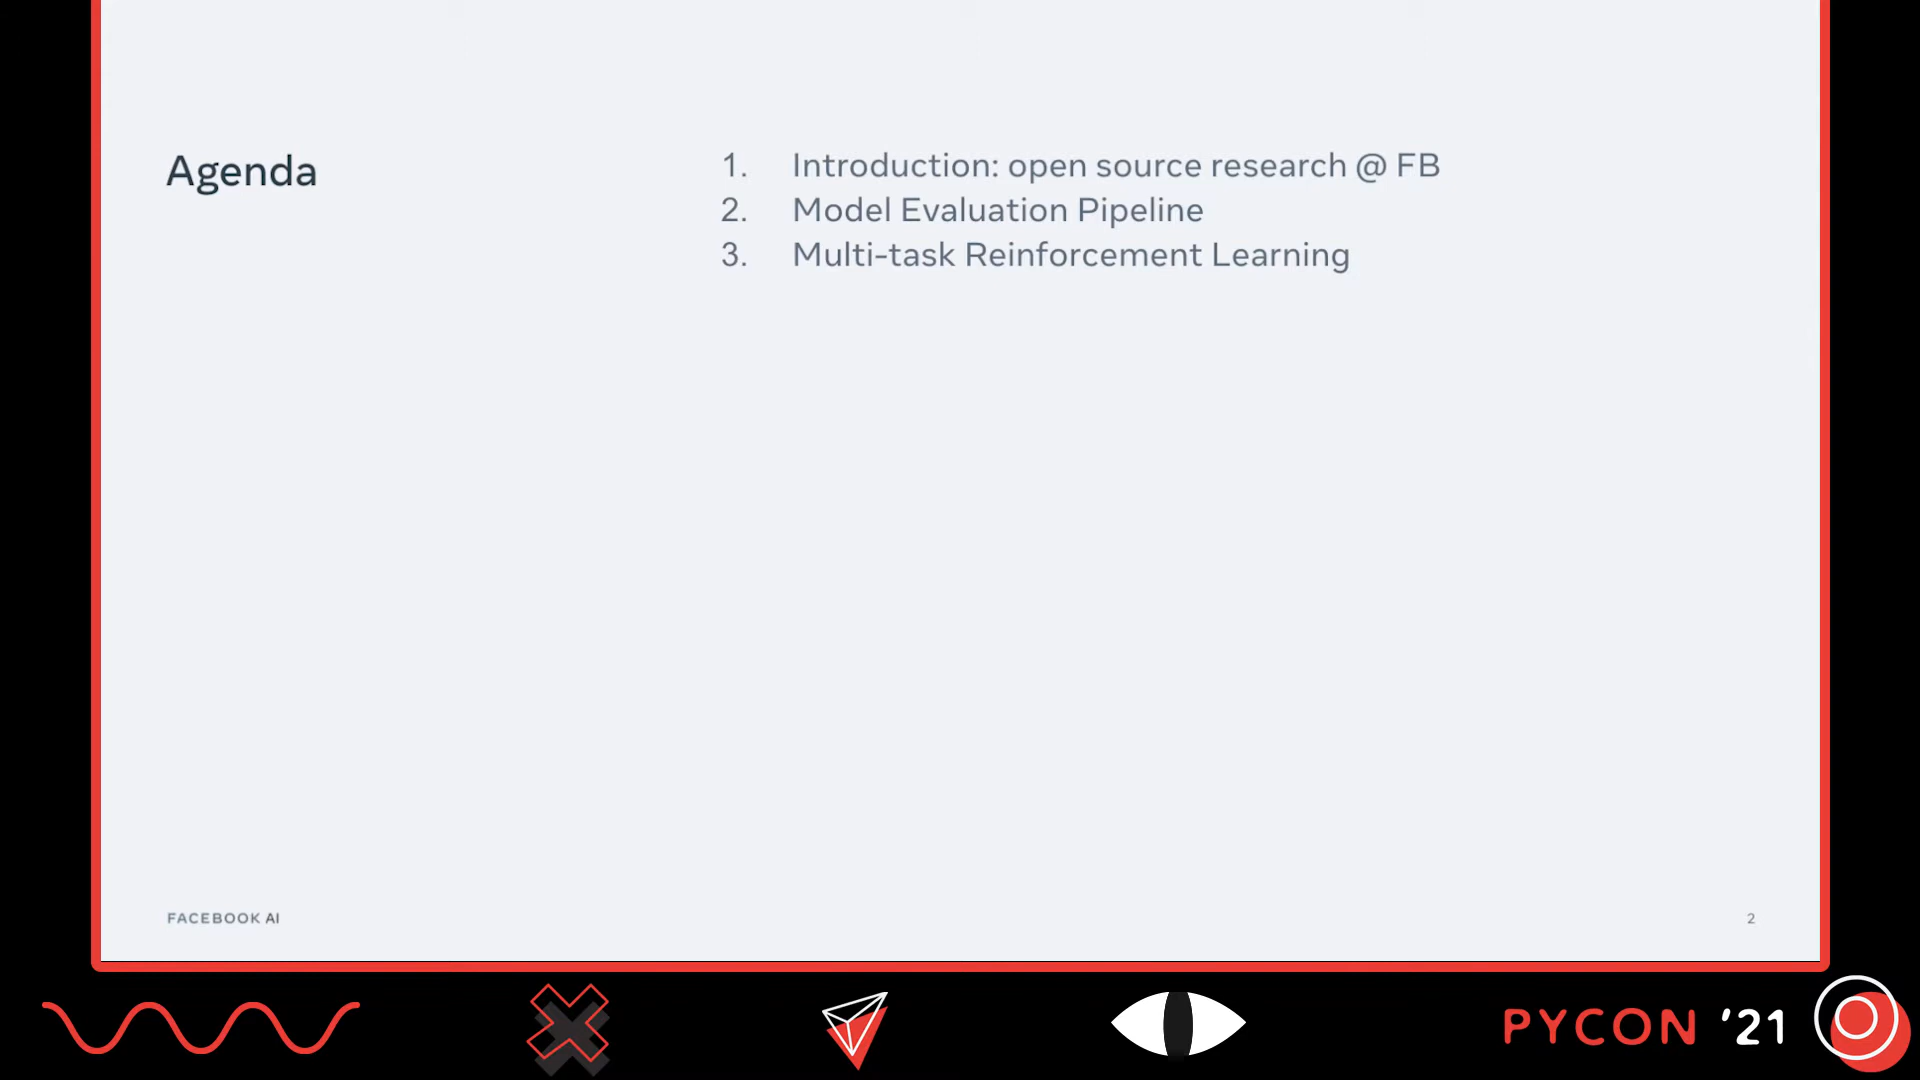 Agenda
1. Introduction: open source research @ FB
2. Model Evaluation Pipeline
3. Multi-task Reinforcement Learning
FACEBOOK AI
2
PYCON '21